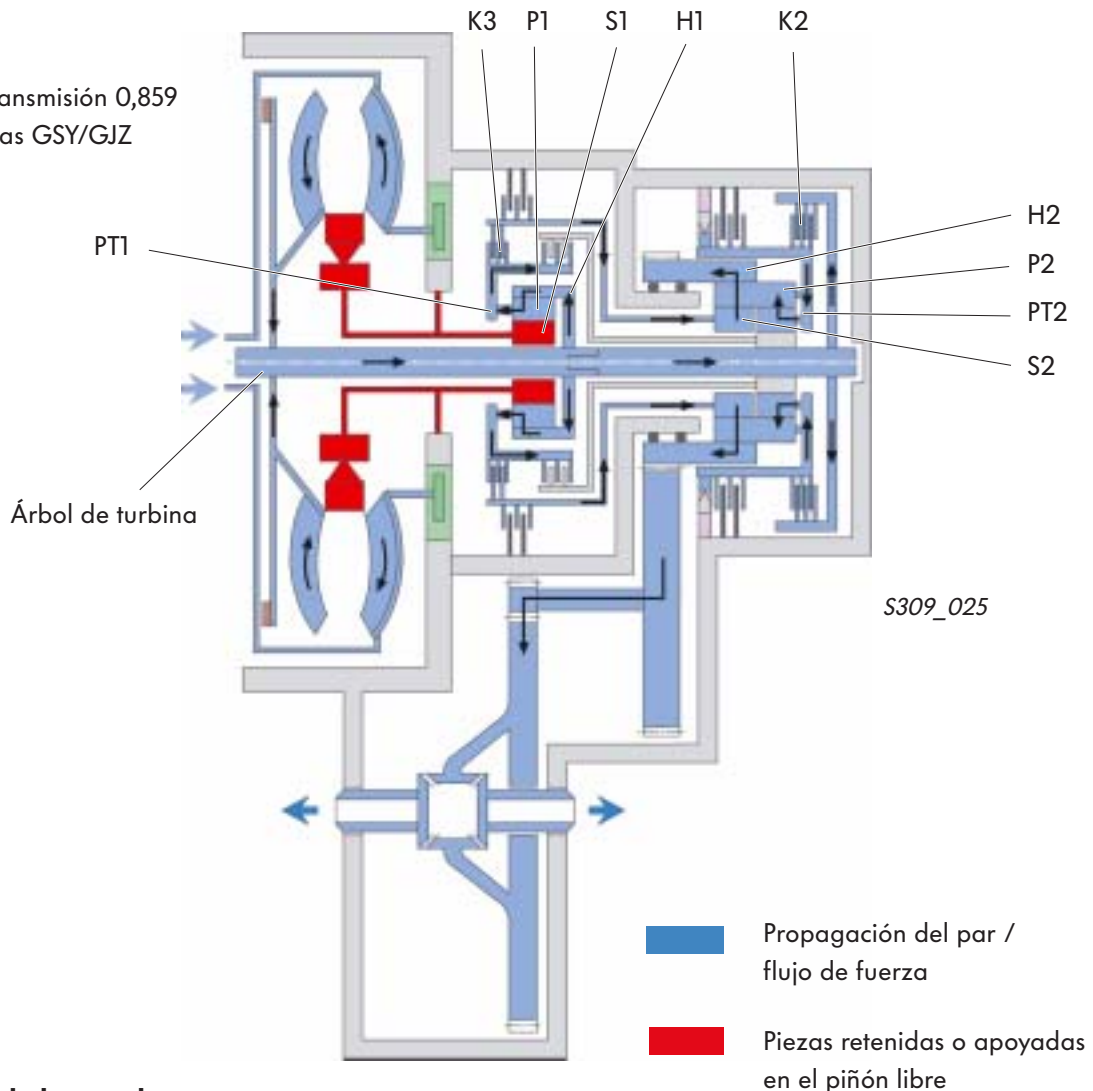 K3 P1 S1 H1 K2
ansmisión 0,859
as GSY/GJZ
PT1
H2
P2
PT2
S2
Árbol de turbina
S309_025
Propagación del par /
flujo de fuerza
Piezas retenidas o apoyadas
en el piñón libre